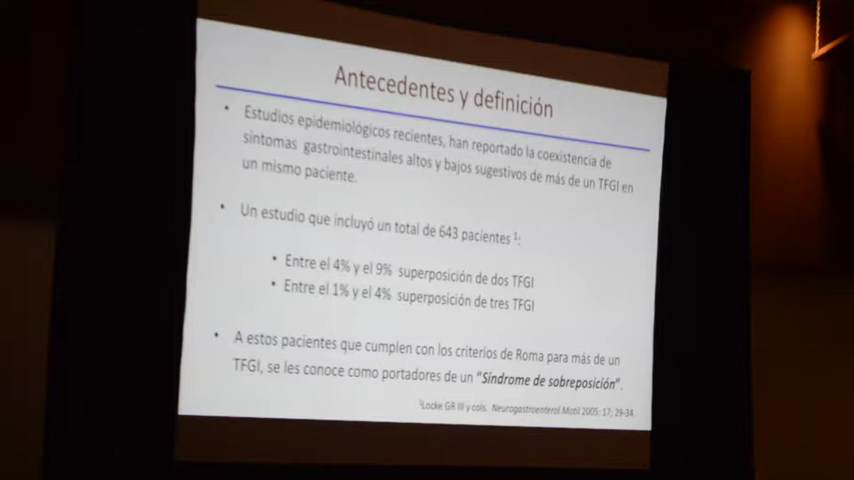 Antecedentes y definición
• Estudios epidemiológicos recientes, han reportado la coexistencia de
síntomas gastrointestinales altos y bajos sugestivos de más de un TFGI en
un mismo paciente.
• Un estudio que incluyó un total de 643 pacientes ¹:
• Entre el 4% y el 9% superposición de dos TFGI
• Entre el 1% y el 4% superposición de tres TFGI
• A estos pacientes que cumplen con los criterios de Roma para más de un
TFGI, se les conoce como portadores de un "Síndrome de sobreposición".
¹Locke GR III y cols. Neurogastroenterol Motil 2005; 17; 29-34.